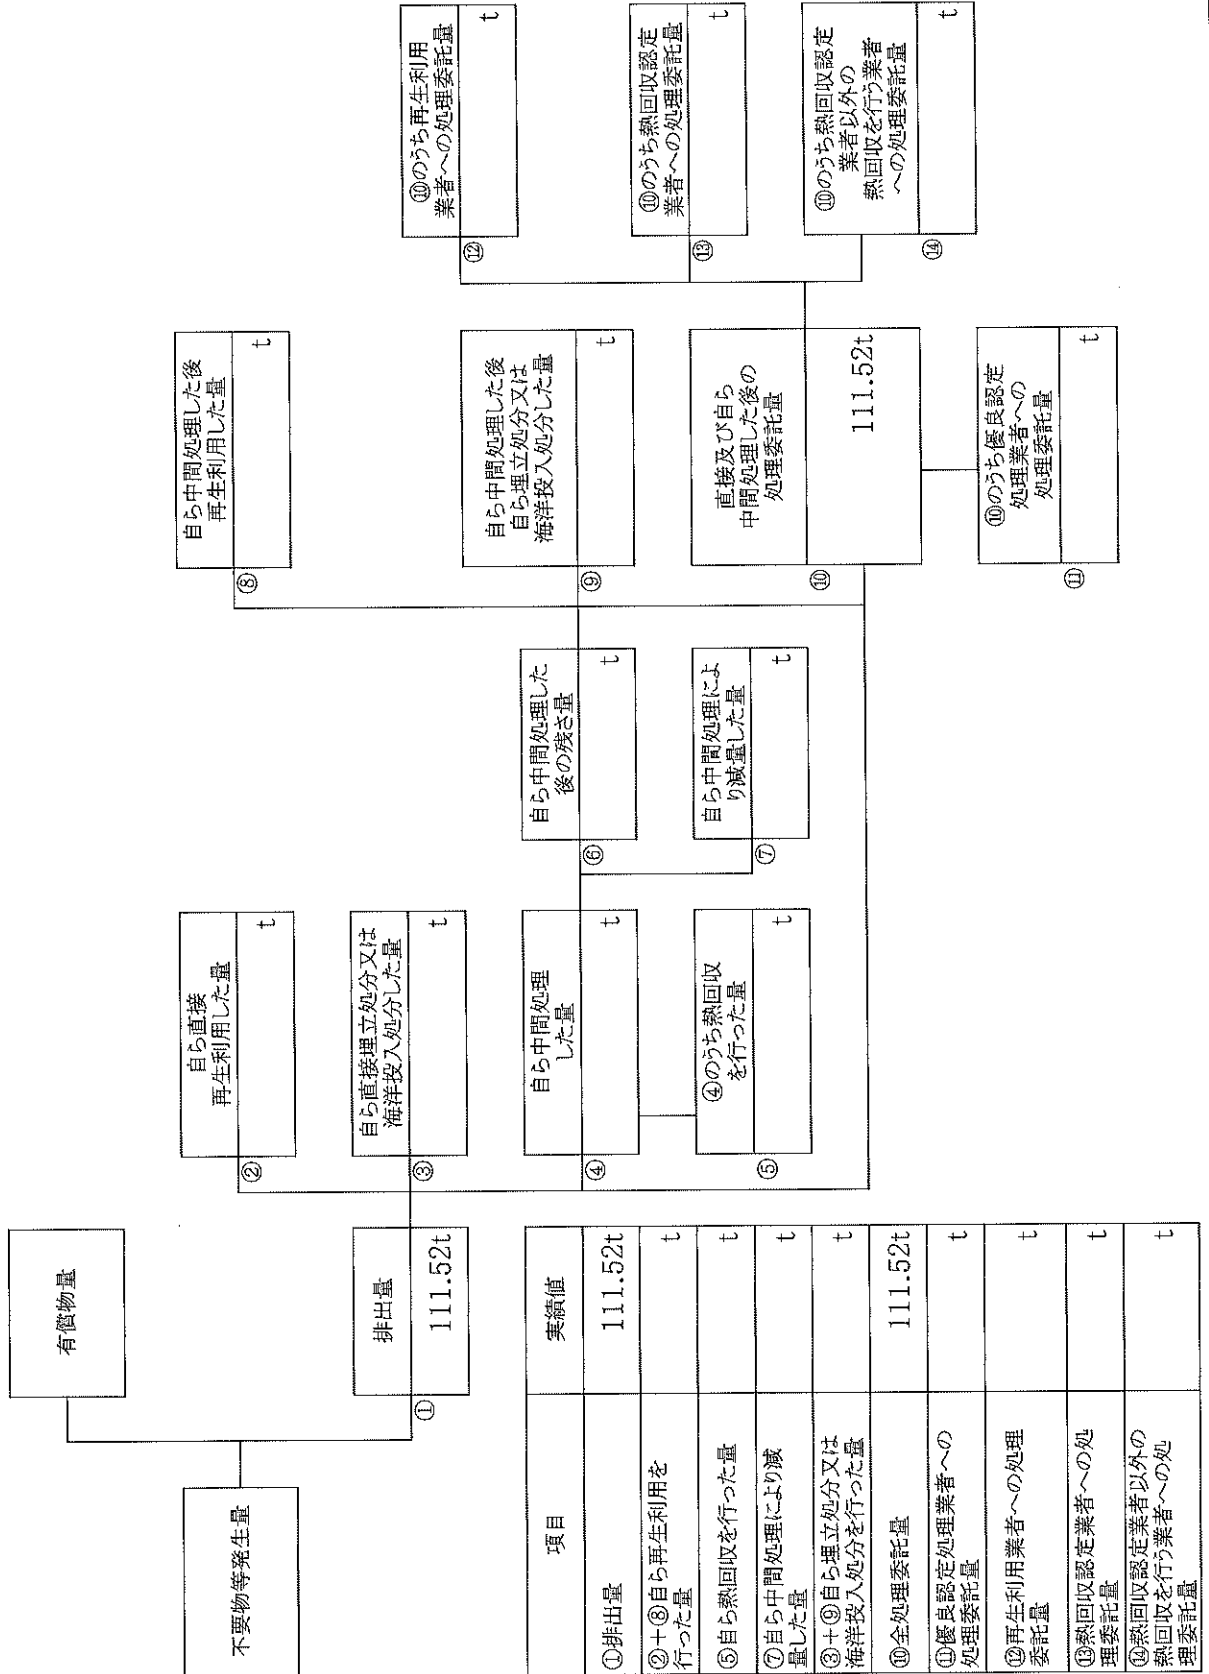 不要物等発生量
有償物量
排出量
①
111.52t
自ら直接
再生利用した量
②
t
自ら直接埋立処分又は
海洋投入処分した量
③
t
自ら中間処理
した量
④
t
④のうち熱回収
を行った量
⑤
t
自ら中間処理した
後の残さ量
⑥
t
自ら中間処理によ
り減量した量
⑦
t
自ら中間処理した後
再生利用した量
⑧
t
自ら中間処理した後
自ら埋立処分又は
海洋投入処分した量
⑨
t
直接及び自ら
中間処理した後の
処理委託量
⑩
111.52t
⑩のうち優良認定
処理業者への
処理委託量
⑪
t
⑩のうち再生利用
業者への処理委託量
⑫
t
⑩のうち熱回収認定
業者への処理委託量
⑬
t
⑩のうち熱回収認定
業者以外の
熱回収を行う業者
への処理委託量
⑭
t
項目 実績値
①排出量 111.52t
②+⑧自ら再生利用を
行った量 t
⑤自ら熱回収を行った量 t
⑦自ら中間処理により減
量した量 t
③+⑨自ら埋立処分又は
海洋投入処分を行った量 t
⑩全処理委託量 111.52t
⑪優良認定処理業者への
処理委託量 t
⑫再生利用業者への処理
委託量 t
⑬熱回収認定業者への処
理委託量 t
⑭熱回収認定業者以外の
熱回収を行う業者への処
理委託量 t